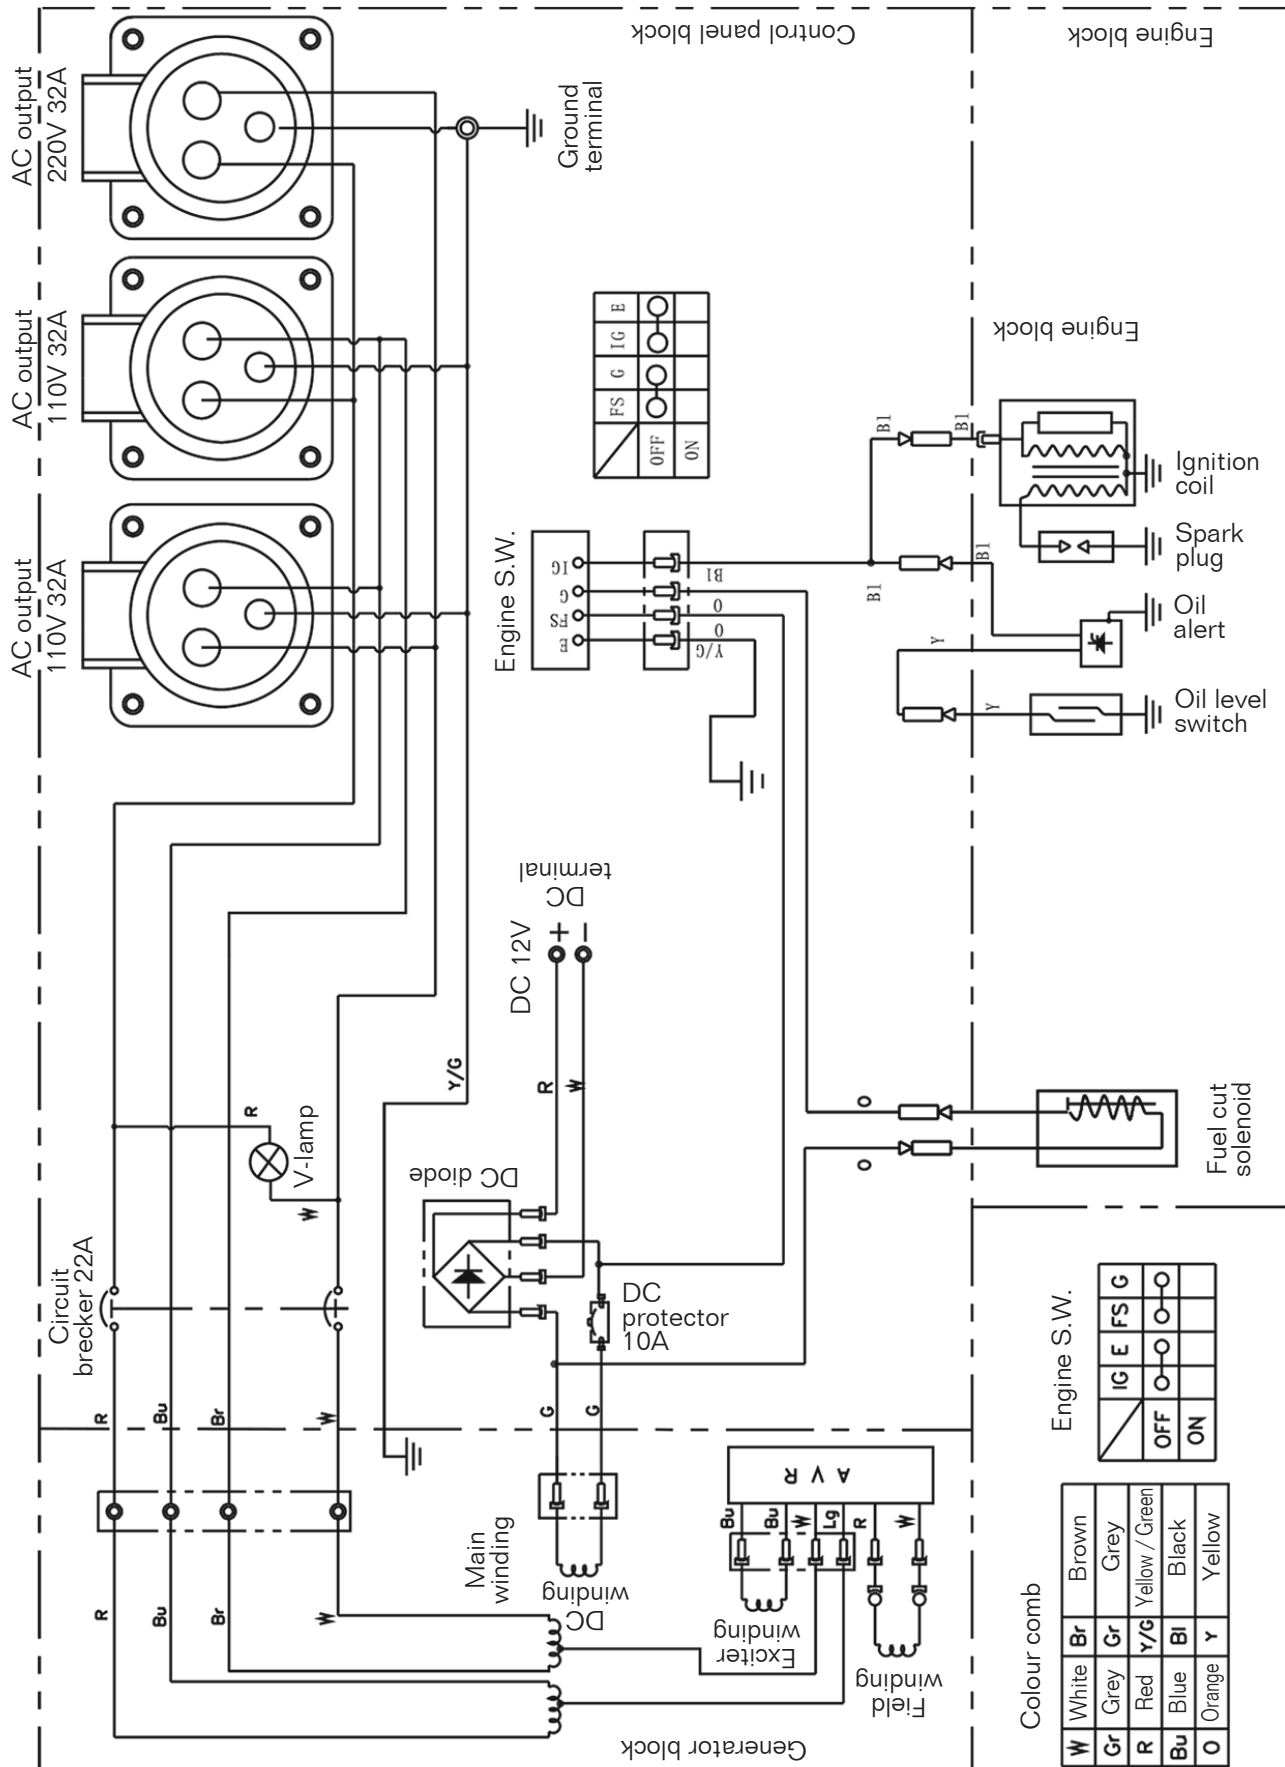 Control panel block
Engine block
AC output
220V 32A
Ground
terminal
AC output
110V 32A
E
IG
G
FS
OFF
ON
Engine block
B1
B1
Ignition
coil
AC output
110V 32A
Engine S.W.
IG
G
FS
E
B1
O
O
Y/G
B1
B1
Spark
plug
Oil
alert
Y
Y
Oil level
switch
DC
terminal
DC 12V
+
−
Y/G
R
W
R
V-lamp
W
DC diode
O
O
Fuel cut
solenoid
Circuit
brecker 22A
DC
protector
10A
R
Bu
Br
W
G
G
Engine S.W.
IG E FS G
OFF
ON
A V R
Bu
Bu
W
Lg
R
W
Main
winding
DC
winding
R
Bu
Br
W
Exciter
winding
Field
winding
Generator block
Colour comb
W White Br Brown
Gr Grey Gr Grey
R Red Y/G Yellow / Green
Bu Blue Bl Black
O Orange Y Yellow